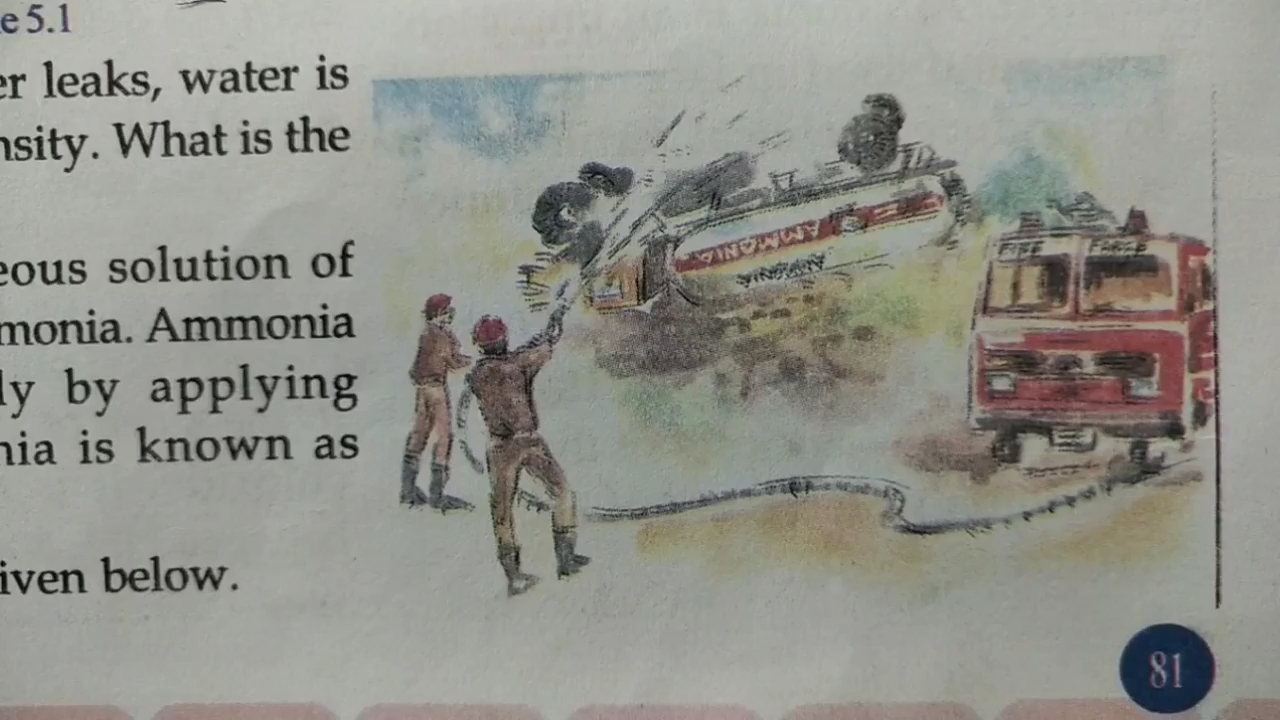 e 5.1
er leaks, water is
nsity. What is the
eous solution of
monia. Ammonia
ly by applying
nia is known as
iven below.
AMMONIA
AMMONIA
FIRE FORCE
81